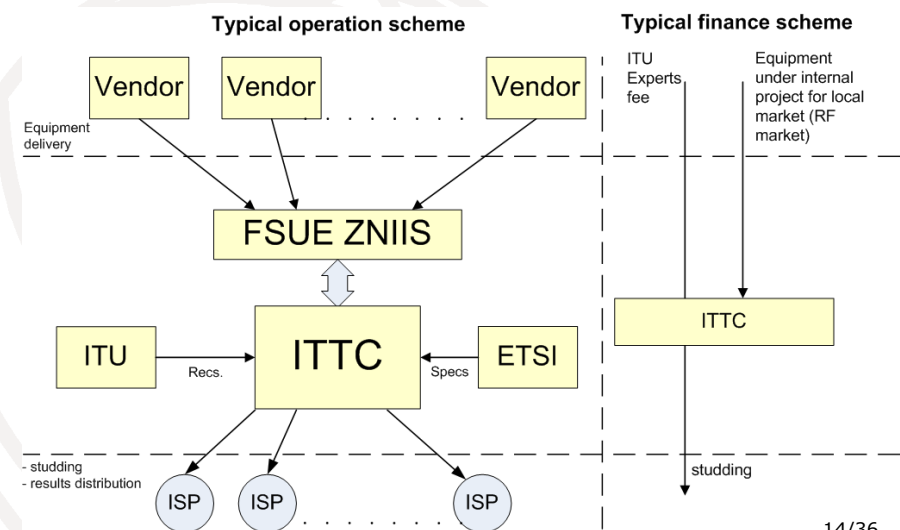 Typical operation scheme
Typical finance scheme
Vendor
Vendor
Vendor
. . . . . . . .
Equipment
delivery
ITU
Experts
fee
Equipment
under internal
project for local
market (RF
market)
FSUE ZNIIS
ITU
Recs.
ITTC
Specs
ETSI
ITTC
- studding
- results distribution
ISP
ISP
. . . . . . . .
ISP
studding
14/36